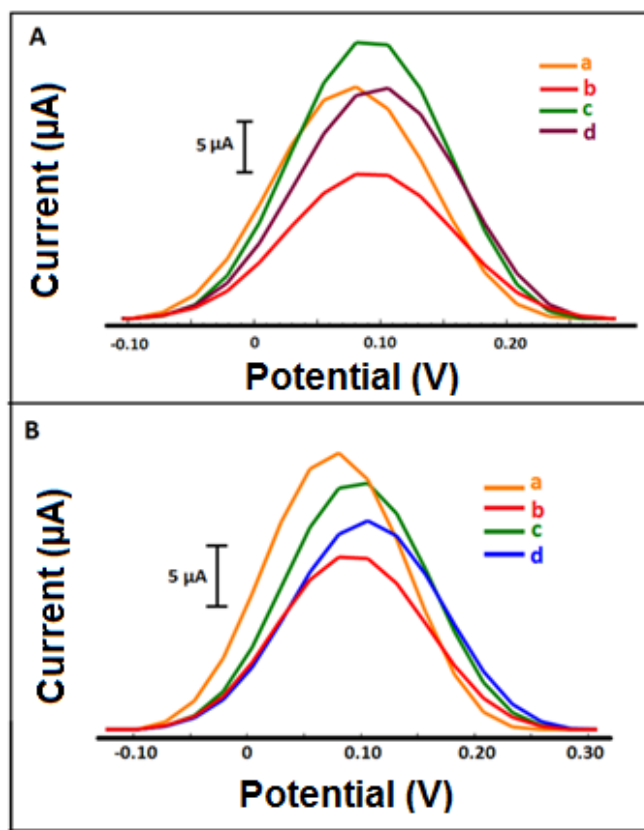 A
a
b
c
d
5 µA
Current (µA)
-0.10
0
0.10
0.20
Potential (V)
B
a
b
c
d
5 µA
Current (µA)
-0.10
0
0.10
0.20
0.30
Potential (V)